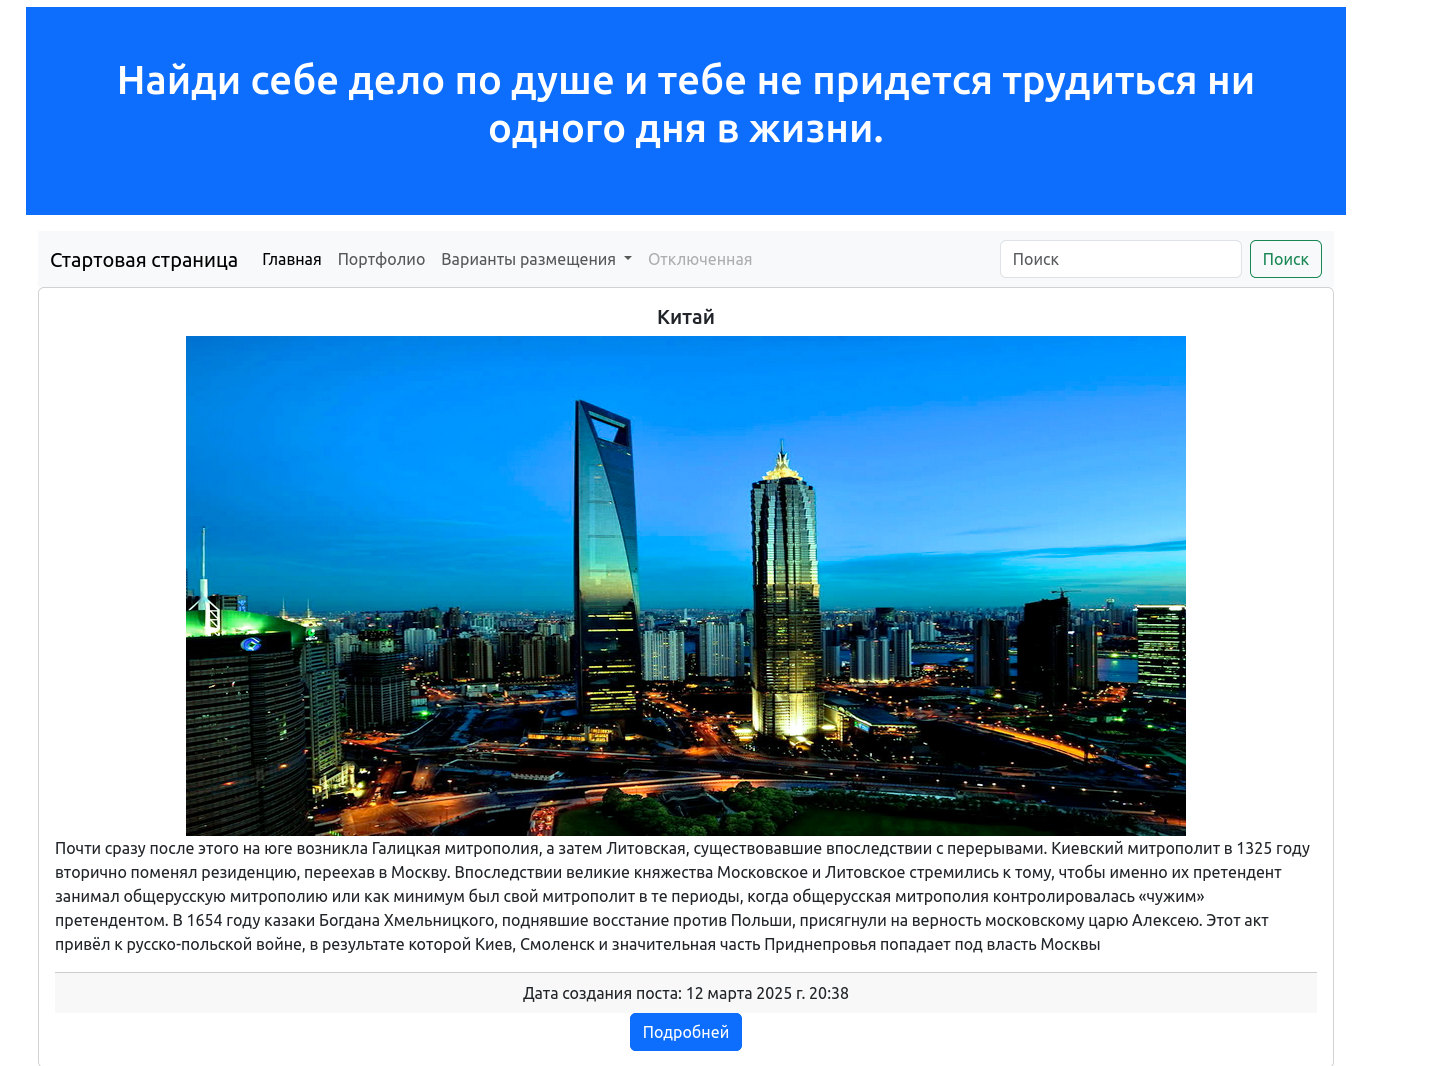 Найди себе дело по душе и тебе не придется трудиться ни
одного дня в жизни.
Стартовая страница Главная Портфолио Варианты размещения Отключенная Поиск Поиск
Китай
Почти сразу после этого на юге возникла Галицкая митрополия, а затем Литовская, существовавшие впоследствии с перерывами. Киевский митрополит в 1325 году
вторично поменял резиденцию, переехав в Москву. Впоследствии великие княжества Московское и Литовское стремились к тому, чтобы именно их претендент
занимал общерусскую митрополию или как минимум был свой митрополит в те периоды, когда общерусская митрополия контролировалась «чужим»
претендентом. В 1654 году казаки Богдана Хмельницкого, поднявшие восстание против Польши, присягнули на верность московскому царю Алексею. Этот акт
привёл к русско-польской войне, в результате которой Киев, Смоленск и значительная часть Приднепровья попадает под власть Москвы
Дата создания поста: 12 марта 2025 г. 20:38
Подробней